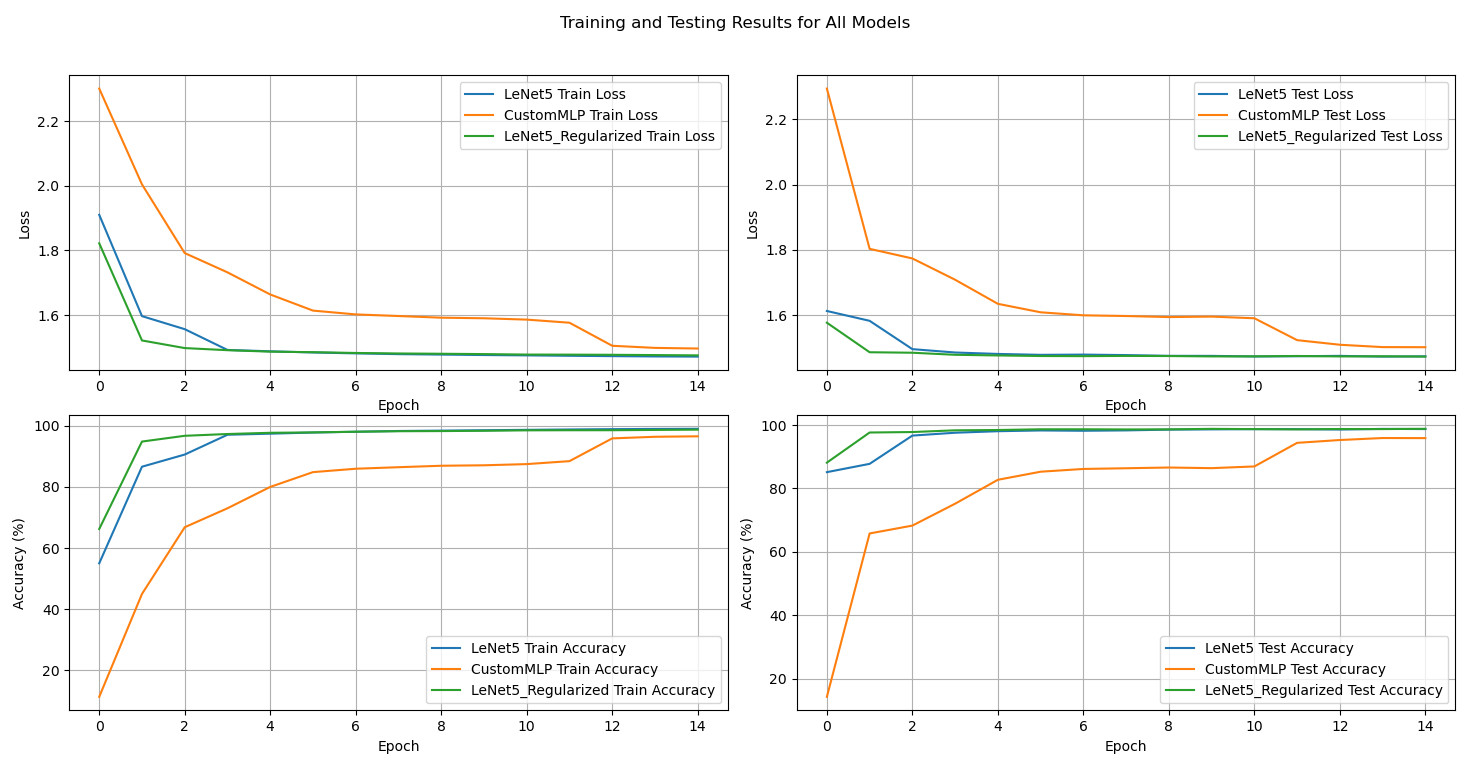 Training and Testing Results for All Models
LeNet5 Train Loss
CustomMLP Train Loss
LeNet5_Regularized Train Loss
2.2
2.0
1.8
1.6
Loss
0 2 4 6 8 10 12 14
Epoch
LeNet5 Test Loss
CustomMLP Test Loss
LeNet5_Regularized Test Loss
2.2
2.0
1.8
1.6
Loss
0 2 4 6 8 10 12 14
Epoch
100
80
60
40
20
Accuracy (%)
LeNet5 Train Accuracy
CustomMLP Train Accuracy
LeNet5_Regularized Train Accuracy
0 2 4 6 8 10 12 14
Epoch
100
80
60
40
20
Accuracy (%)
LeNet5 Test Accuracy
CustomMLP Test Accuracy
LeNet5_Regularized Test Accuracy
0 2 4 6 8 10 12 14
Epoch